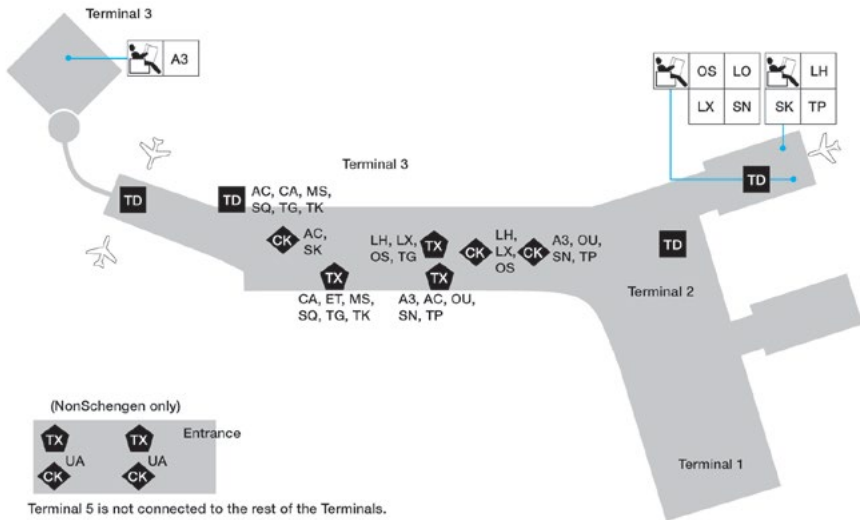 Terminal 3
A3
OS LO
LX SN
LH
SK TP
Terminal 3
TD
TD
AC, CA, MS,
SQ, TG, TK
TD
TD
CK
AC,
SK
LH, LX,
OS, TG
TX
CK
LH,
LX,
OS
CK
A3, OU,
SN, TP
TX
CA, ET, MS,
SQ, TG, TK
TX
A3, AC, OU,
SN, TP
Terminal 2
(NonSchengen only)
TX
TX
Entrance
UA
UA
CK
CK
Terminal 1
Terminal 5 is not connected to the rest of the Terminals.